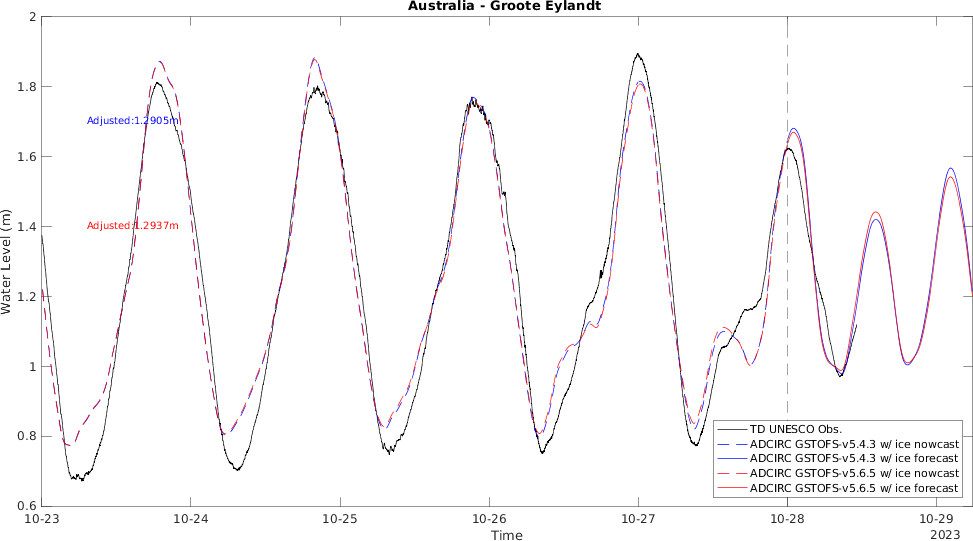 Australia - Groote Eylandt
2
1.8
1.6
1.4
1.2
1
0.8
0.6
Water Level (m)
Adjusted:1.2905m
Adjusted:1.2937m
TD UNESCO Obs.
ADCIRC GSTOFS-v5.4.3 w/ ice nowcast
ADCIRC GSTOFS-v5.4.3 w/ ice forecast
ADCIRC GSTOFS-v5.6.5 w/ ice nowcast
ADCIRC GSTOFS-v5.6.5 w/ ice forecast
10-23 10-24 10-25 10-26 10-27 10-28 10-29
Time
2023